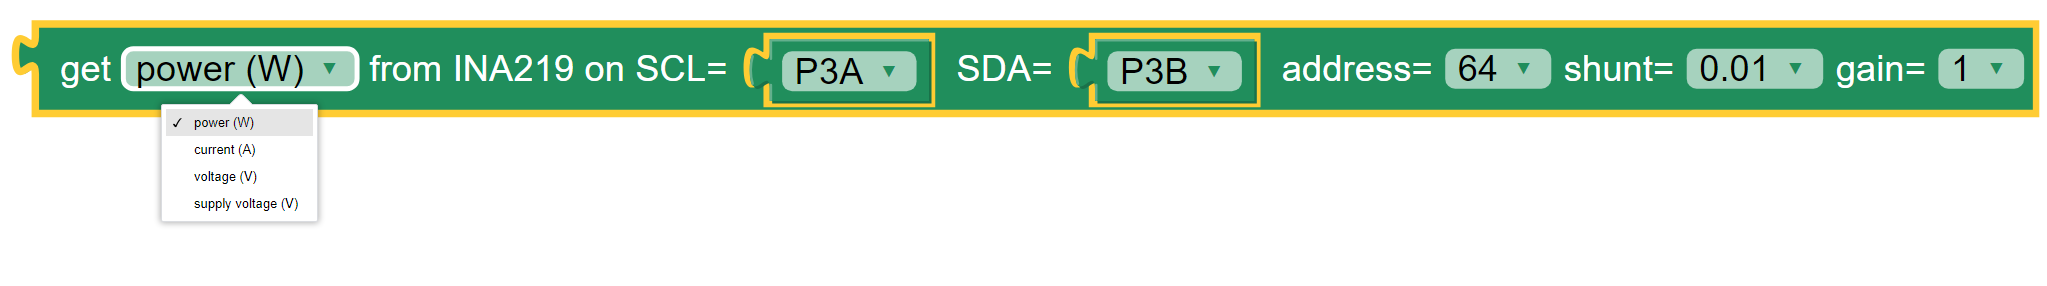 get power (W) ▼ from INA219 on SCL= P3A ▼ SDA= P3B ▼ address= 64 ▼ shunt= 0.01 ▼ gain= 1 ▼
✓ power (W)
current (A)
voltage (V)
supply voltage (V)